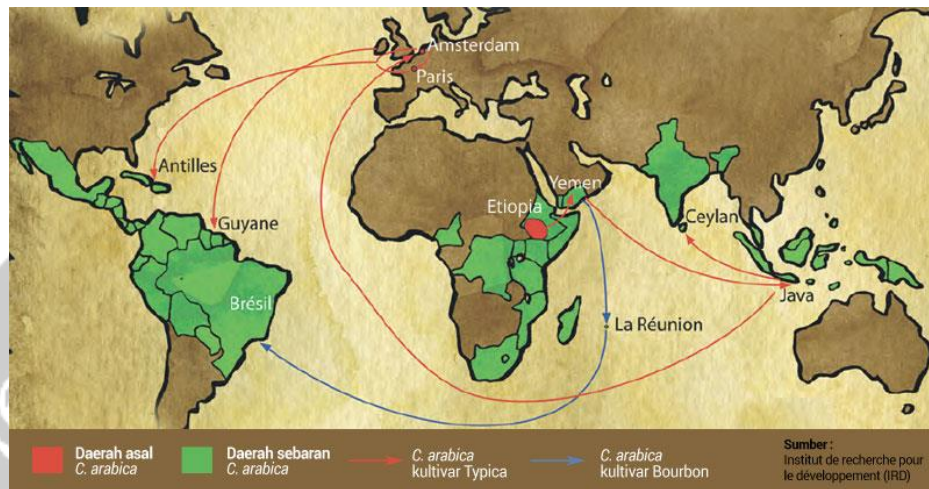 Amsterdam
Paris
Antilles
Guyane
Brésil
Yemen
Etiopia
Ceylan
Java
La Réunion
Daerah asal
C. arabica
Daerah sebaran
C. arabica
C. arabica
kultivar Typica
C. arabica
kultivar Bourbon
Sumber :
Institut de recherche pour
le développement (IRD)